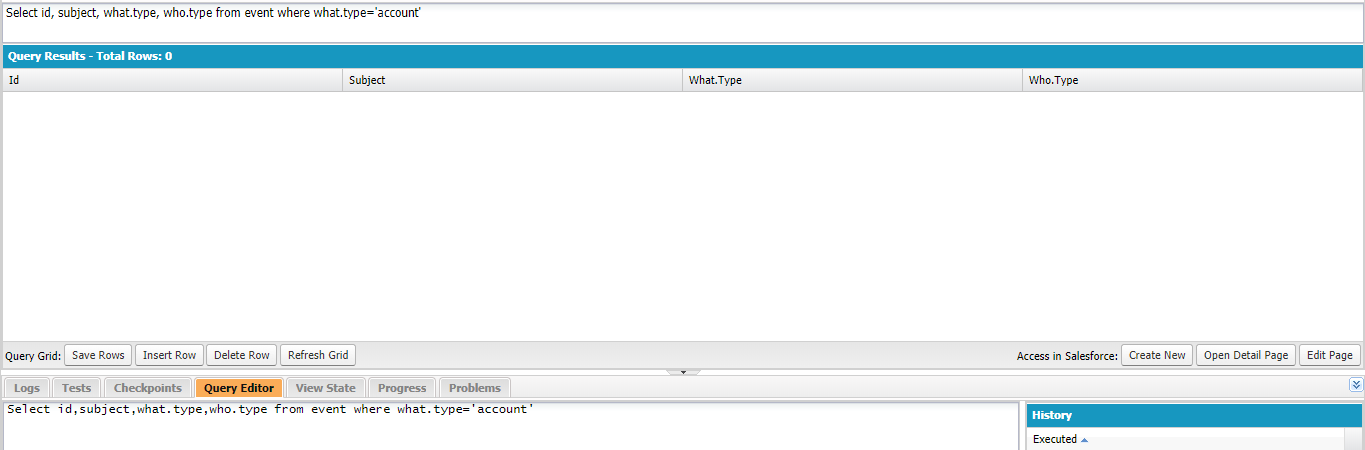 Select id, subject, what.type, who.type from event where what.type='account'
Query Results - Total Rows: 0
Id Subject What.Type Who.Type
Query Grid: Save Rows Insert Row Delete Row Refresh Grid Access in Salesforce: Create New Open Detail Page Edit Page
Logs Tests Checkpoints Query Editor View State Progress Problems
Select id,subject,what.type,who.type from event where what.type='account'
History
Executed